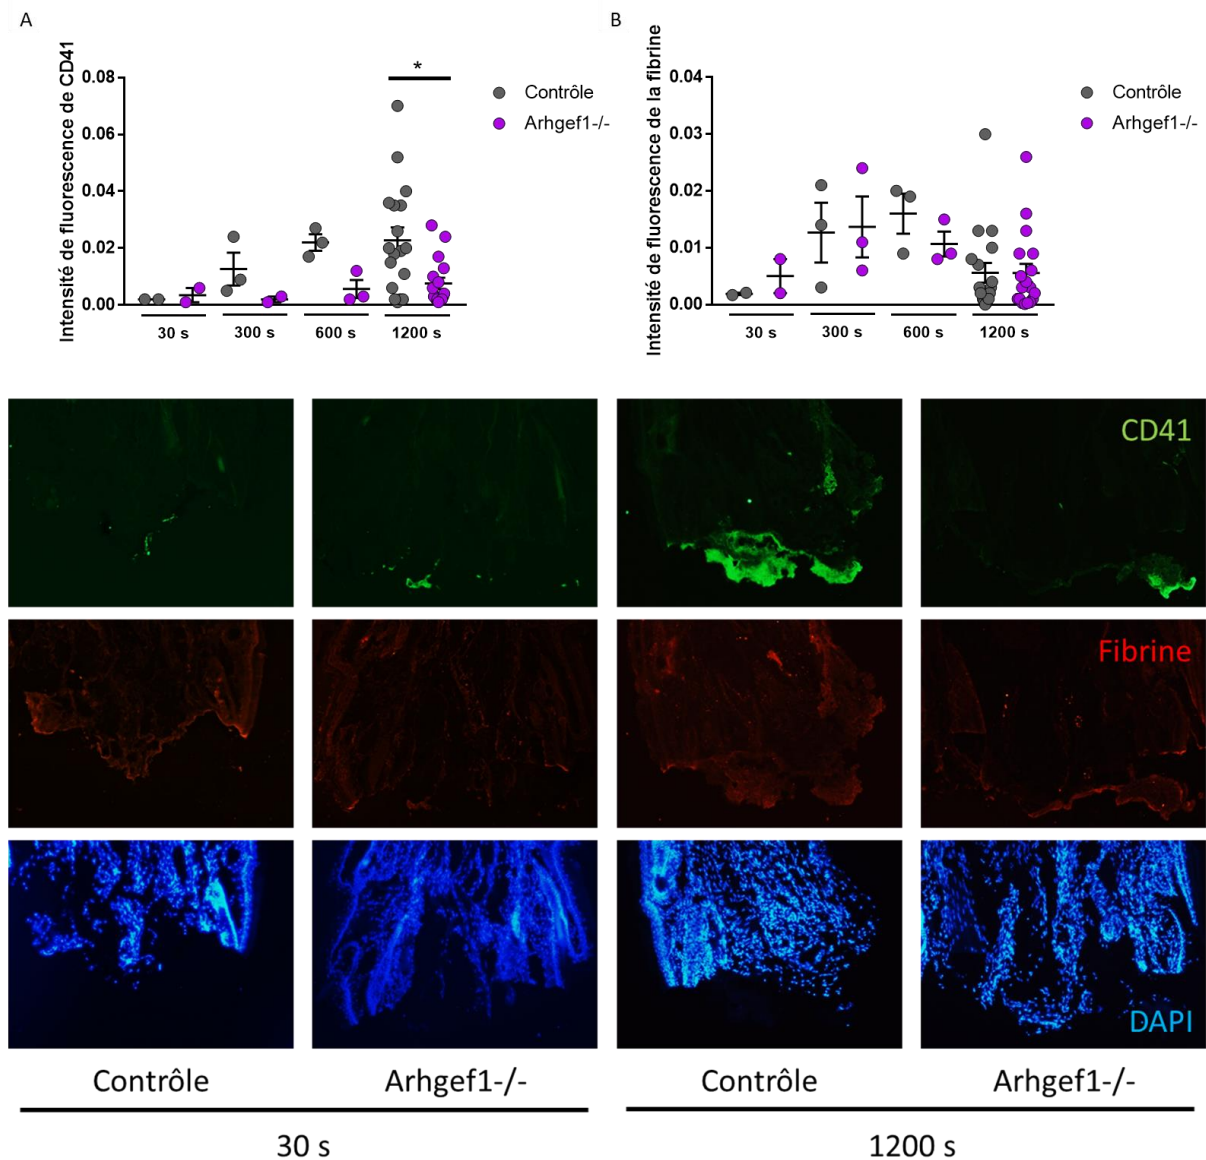 A
Intensité de fluorescence de CD41
0.08
0.06
0.04
0.02
0.00
*
30 s
300 s
600 s
1200 s
Contrôle
Arhgef1-/-
B
Intensité de fluorescence de la fibrine
0.04
0.03
0.02
0.01
0.00
30 s
300 s
600 s
1200 s
Contrôle
Arhgef1-/-
CD41
Fibrine
DAPI
Contrôle
Arhgef1-/-
Contrôle
Arhgef1-/-
30 s
1200 s